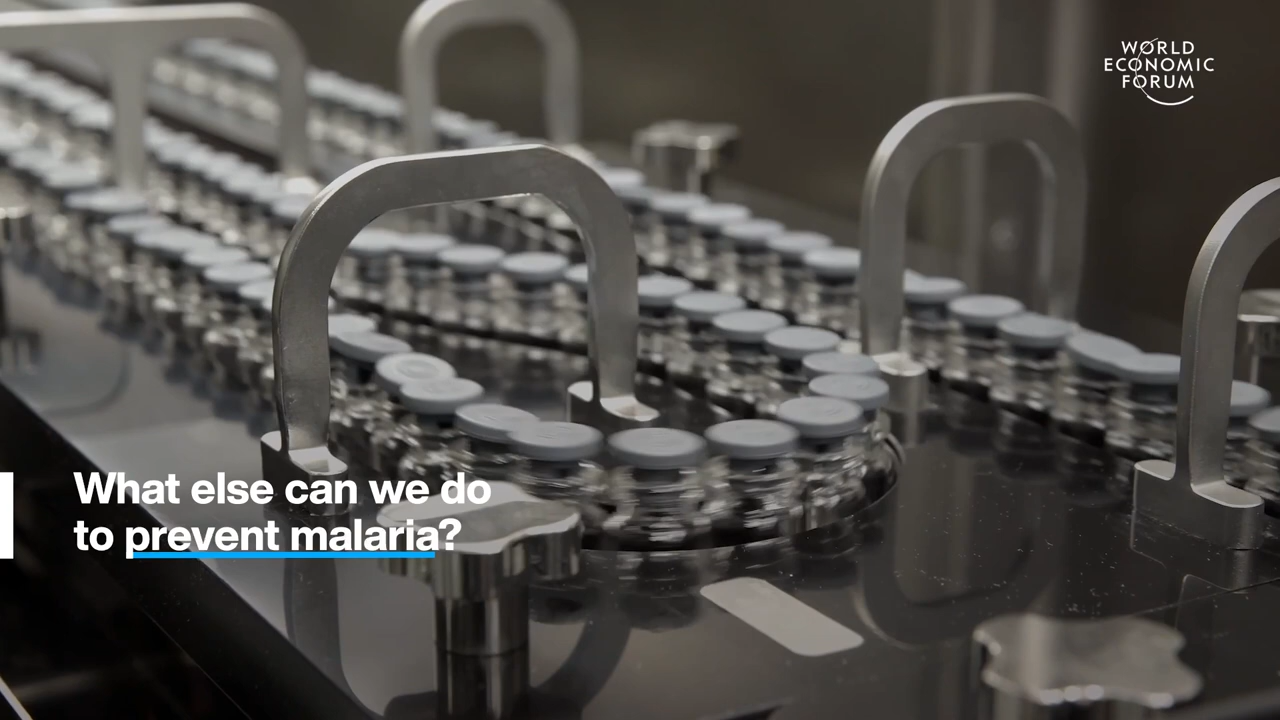 WORLD
ECONOMIC
FORUM
What else can we do
to prevent malaria?